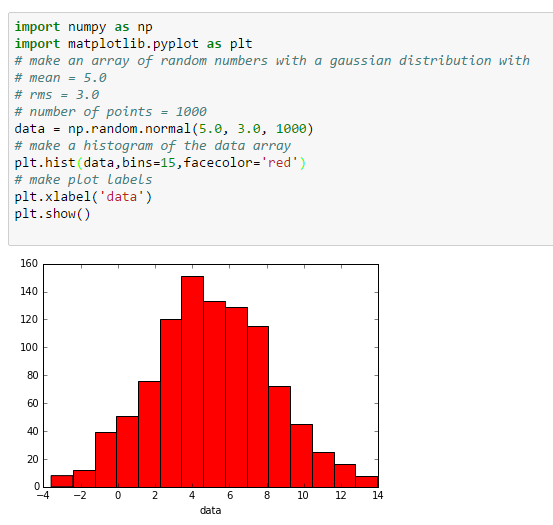 import numpy as np
import matplotlib.pyplot as plt
# make an array of random numbers with a gaussian distribution with
# mean = 5.0
# rms = 3.0
# number of points = 1000
data = np.random.normal(5.0, 3.0, 1000)
# make a histogram of the data array
plt.hist(data,bins=15,facecolor='red')
# make plot labels
plt.xlabel('data')
plt.show()
160
140
120
100
80
60
40
20
0
−4 −2 0 2 4 6 8 10 12 14
data